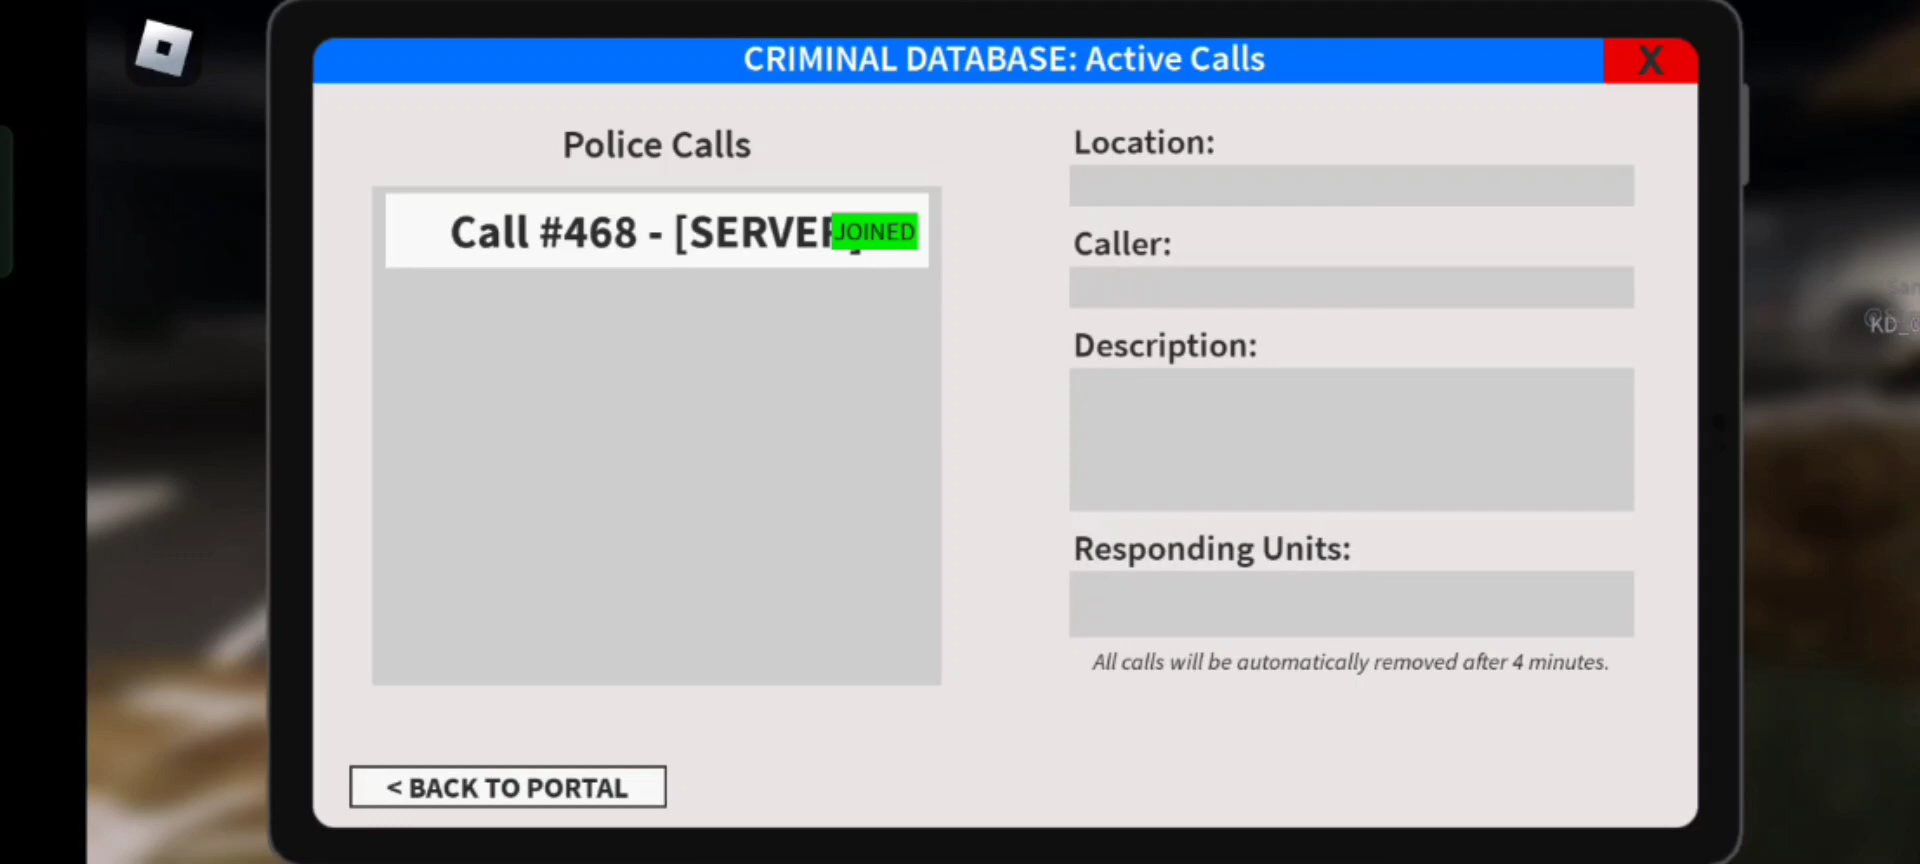 CRIMINAL DATABASE: Active Calls
X
Police Calls
Call #468 - [SERVER]
JOINED
Location:
Caller:
Description:
Responding Units:
All calls will be automatically removed after 4 minutes.
< BACK TO PORTAL